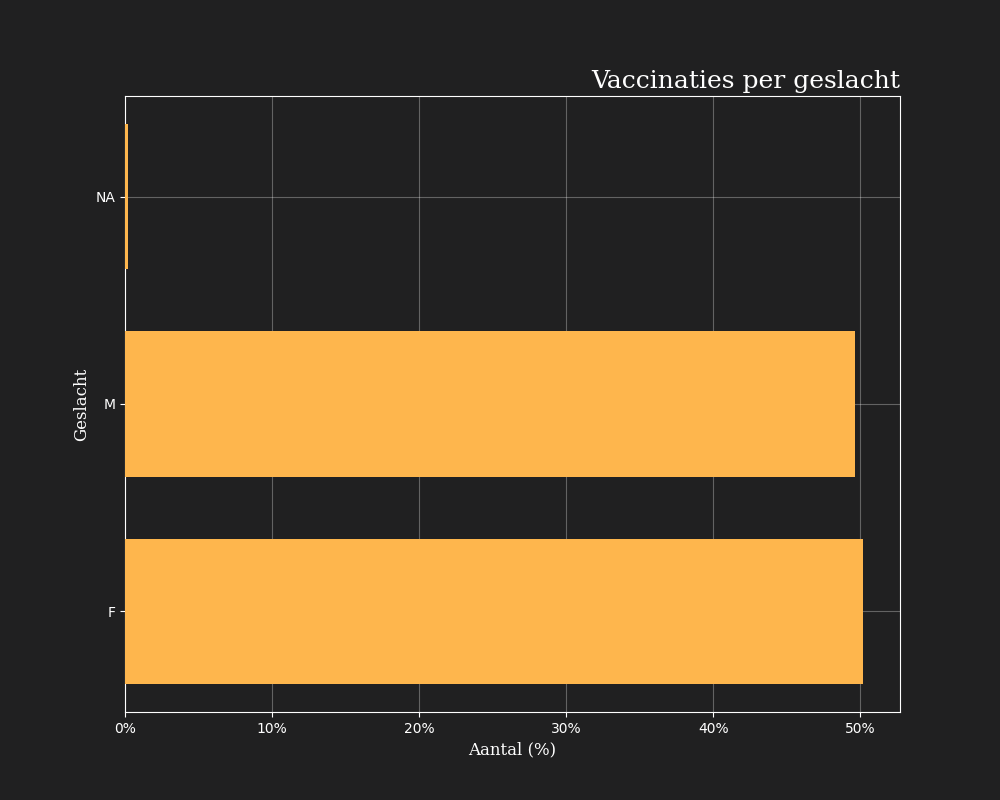 Vaccinaties per geslacht
NA
M
F
Geslacht
0% 10% 20% 30% 40% 50%
Aantal (%)